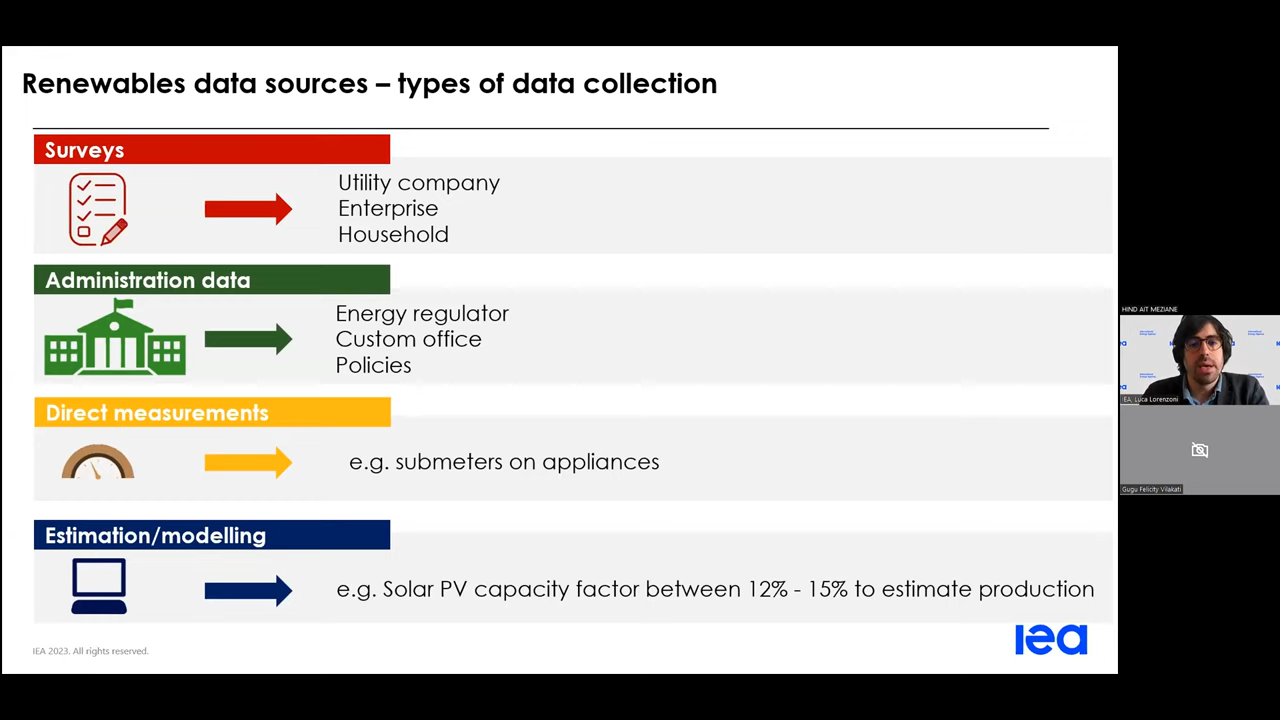 Renewables data sources – types of data collection
Surveys
Utility company
Enterprise
Household
Administration data
Energy regulator
Custom office
Policies
Direct measurements
e.g. submeters on appliances
Estimation/modelling
e.g. Solar PV capacity factor between 12% - 15% to estimate production
IEA 2023. All rights reserved.
iea
HIND AIT MEZIANE
IEA, Luca Lorenzoni
Gugu Felicity Vilakati